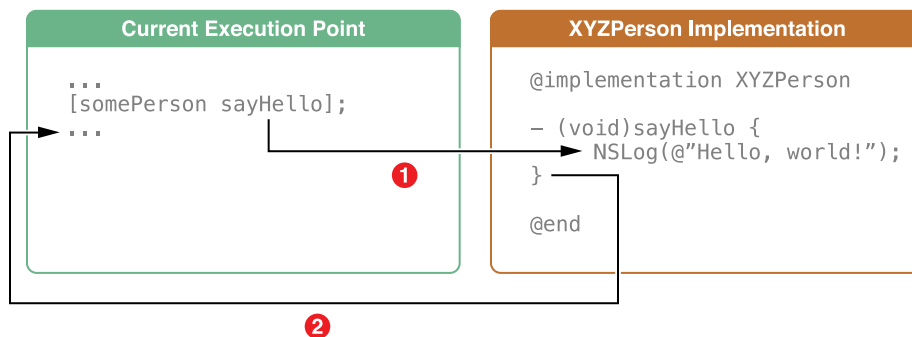 Current Execution Point
...
[somePerson sayHello];
...
XYZPerson Implementation
@implementation XYZPerson
– (void)sayHello {
NSLog(@”Hello, world!”);
}
@end
1
2